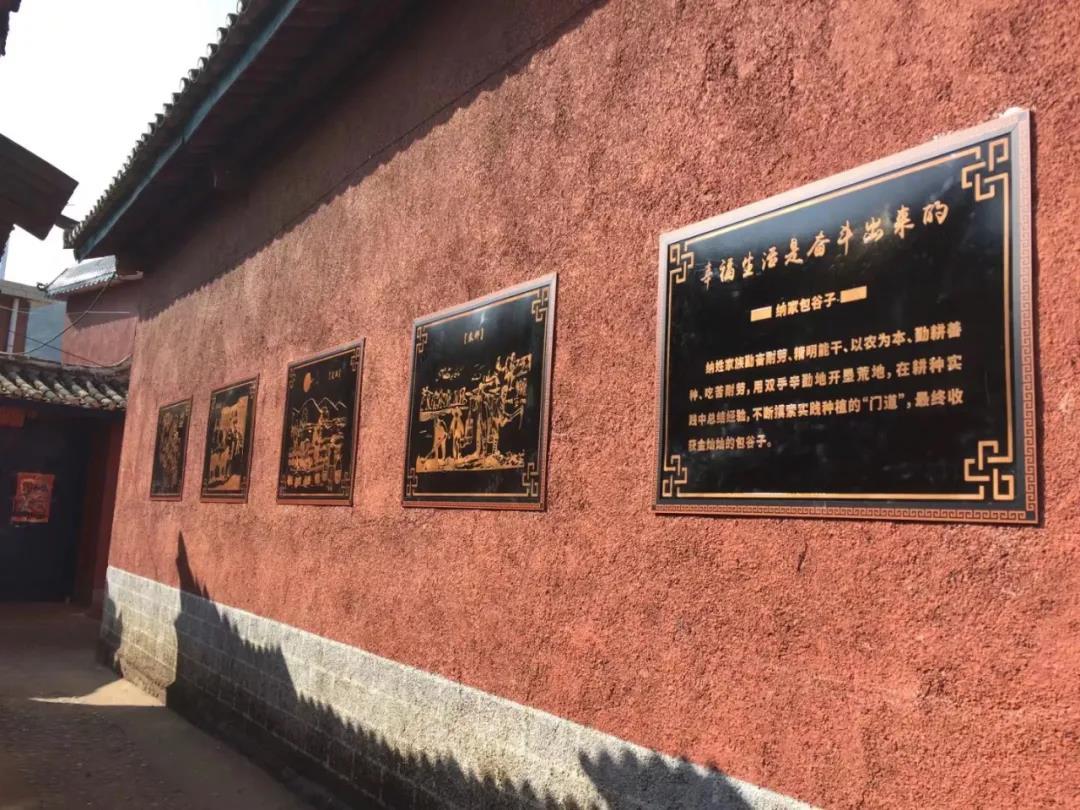 幸福生活是奋斗出来的
纳家包谷子
纳姓家族勤奋耐劳、精明能干、以农为本、勤耕善
种、吃苦耐劳，用双手辛勤地开垦荒地，在耕种实
践中总结经验，不断摸索实践种植的“门道”，最终收
获金灿灿的包谷子。